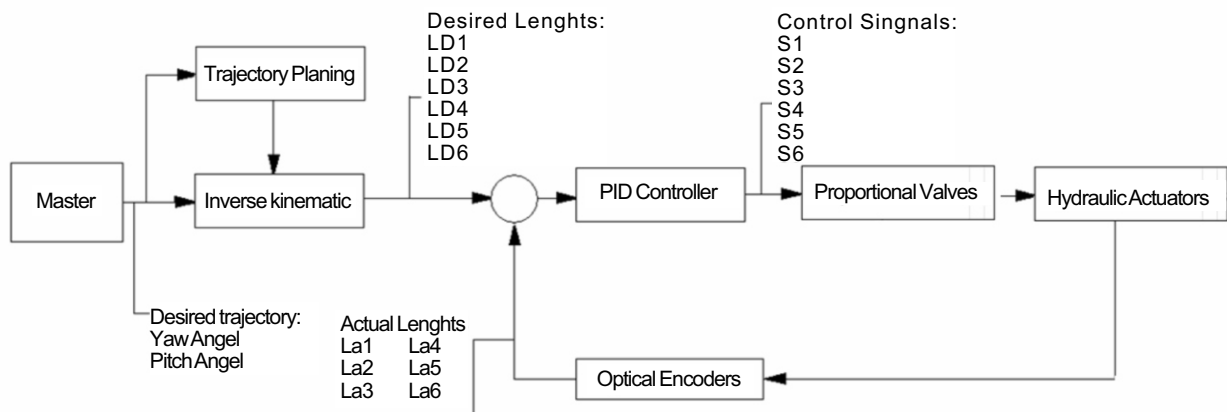 Desired Lenghts:
LD1
LD2
LD3
LD4
LD5
LD6
Control Singnals:
S1
S2
S3
S4
S5
S6
Trajectory Planing
Master
Inverse kinematic
PID Controller
Proportional Valves
Hydraulic Actuators
Desired trajectory:
Yaw Angel
Pitch Angel
Actual Lenghts
La1 La4
La2 La5
La3 La6
Optical Encoders